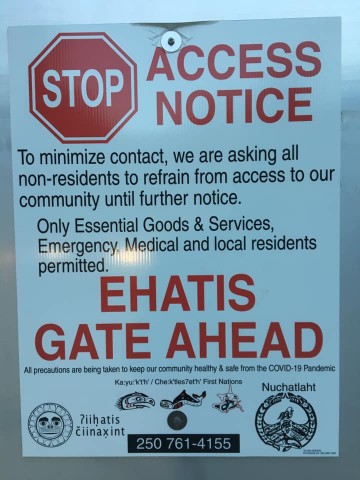 STOP
ACCESS
NOTICE
To minimize contact, we are asking all
non-residents to refrain from access to our
community until further notice.
Only Essential Goods & Services,
Emergency, Medical and local residents
permitted.
EHATIS
GATE AHEAD
All precautions are being taken to keep our community healthy & safe from the COVID-19 Pandemic
Ka:yu:'k't'h' / Che:k'tles7et'h' First Nations
Nuchatlaht
ʔiiḥatis
čiinax̣int
250 761-4155